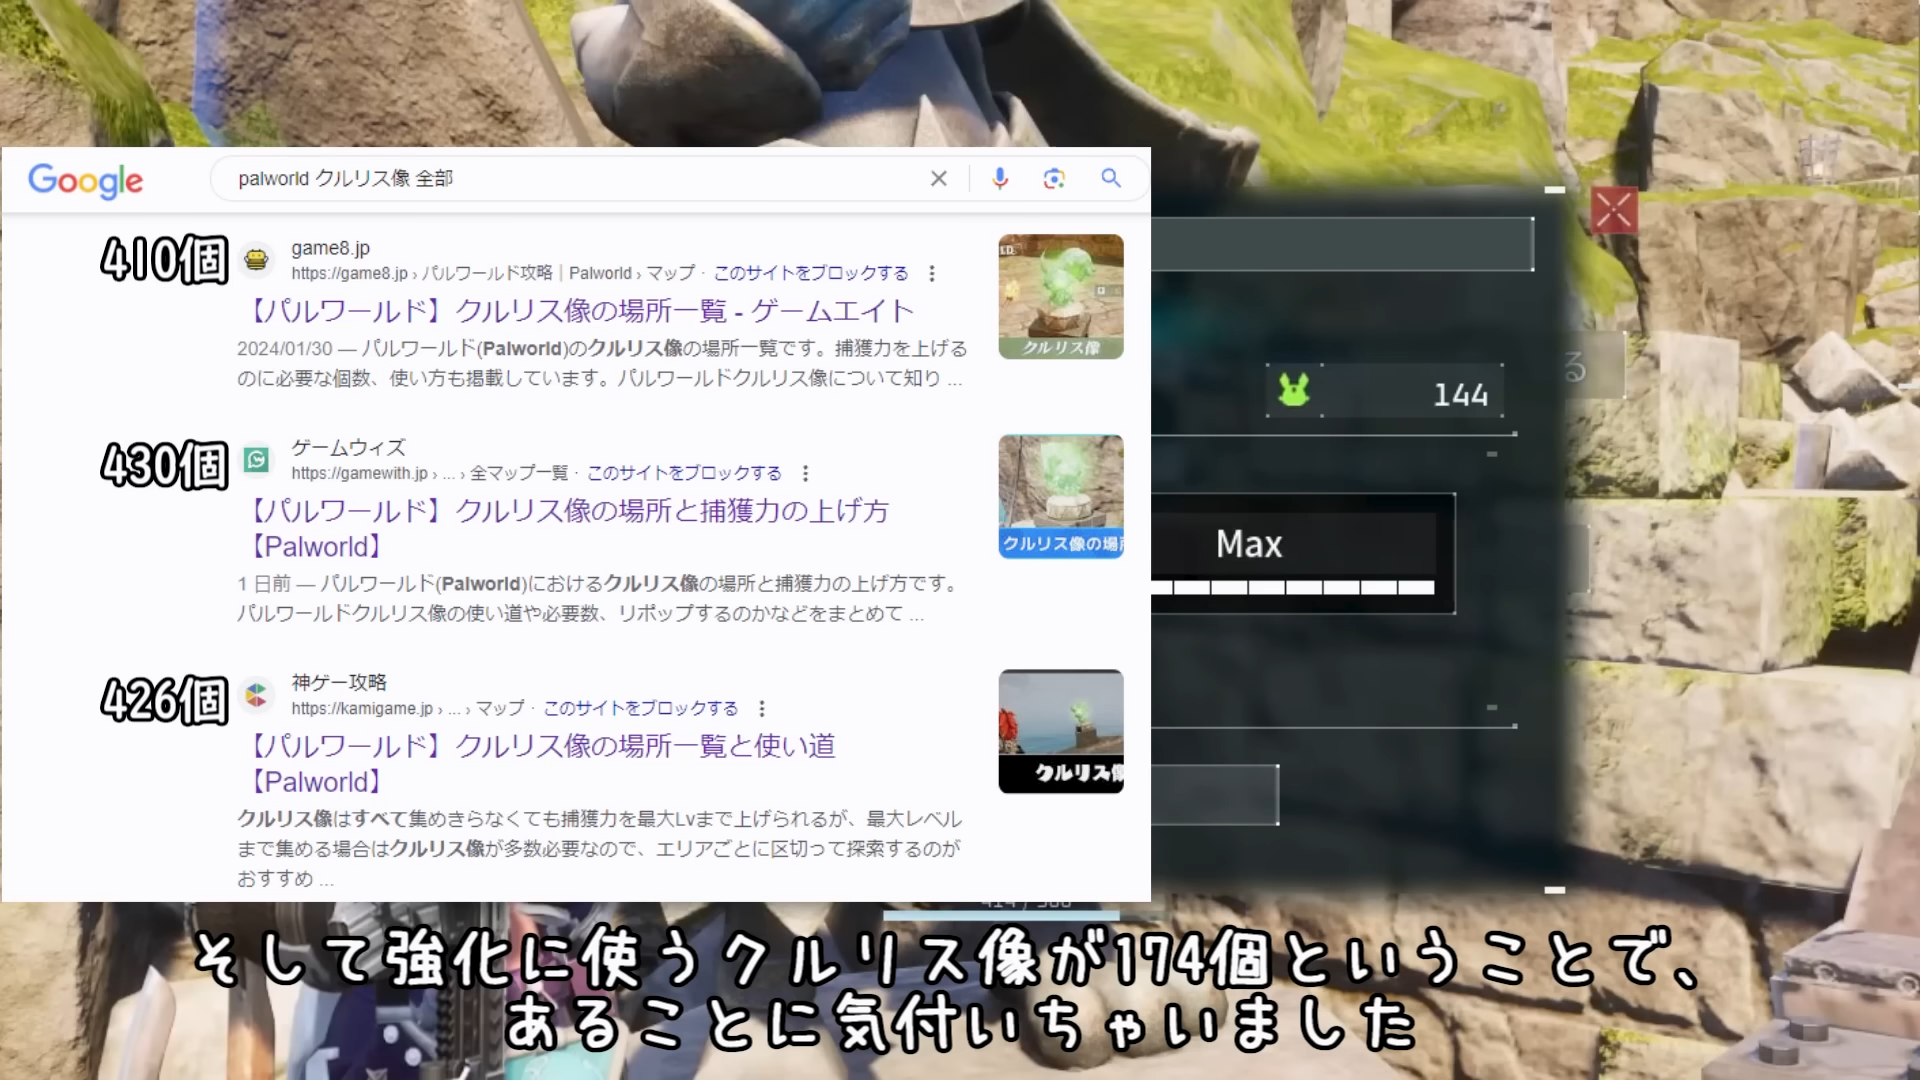 Google
palworld クルリス像 全部
410個
game8.jp
https://game8.jp › パルワールド攻略｜Palworld › マップ · このサイトをブロックする
【パルワールド】クルリス像の場所一覧 - ゲームエイト
2024/01/30 — パルワールド(Palworld)のクルリス像の場所一覧です。捕獲力を上げる
のに必要な個数、使い方も掲載しています。パルワールドクルリス像について知り ...
クルリス像
430個
ゲームウィズ
https://gamewith.jp › ... › 全マップ一覧 · このサイトをブロックする
【パルワールド】クルリス像の場所と捕獲力の上げ方
【Palworld】
1 日前 — パルワールド(Palworld)におけるクルリス像の場所と捕獲力の上げ方です。
パルワールドクルリス像の使い道や必要数、リポップするのかなどをまとめて ...
クルリス像の場所
426個
神ゲー攻略
https://kamigame.jp › ... › マップ · このサイトをブロックする
【パルワールド】クルリス像の場所一覧と使い道
【Palworld】
クルリス像はすべて集めきらなくても捕獲力を最大Lvまで上げられるが、最大レベル
まで集める場合はクルリス像が多数必要なので、エリアごとに区切って探索するのが
おすすめ ...
クルリス像
144
る
Max
そして強化に使うクルリス像が174個ということで、
あることに気付いちゃいました